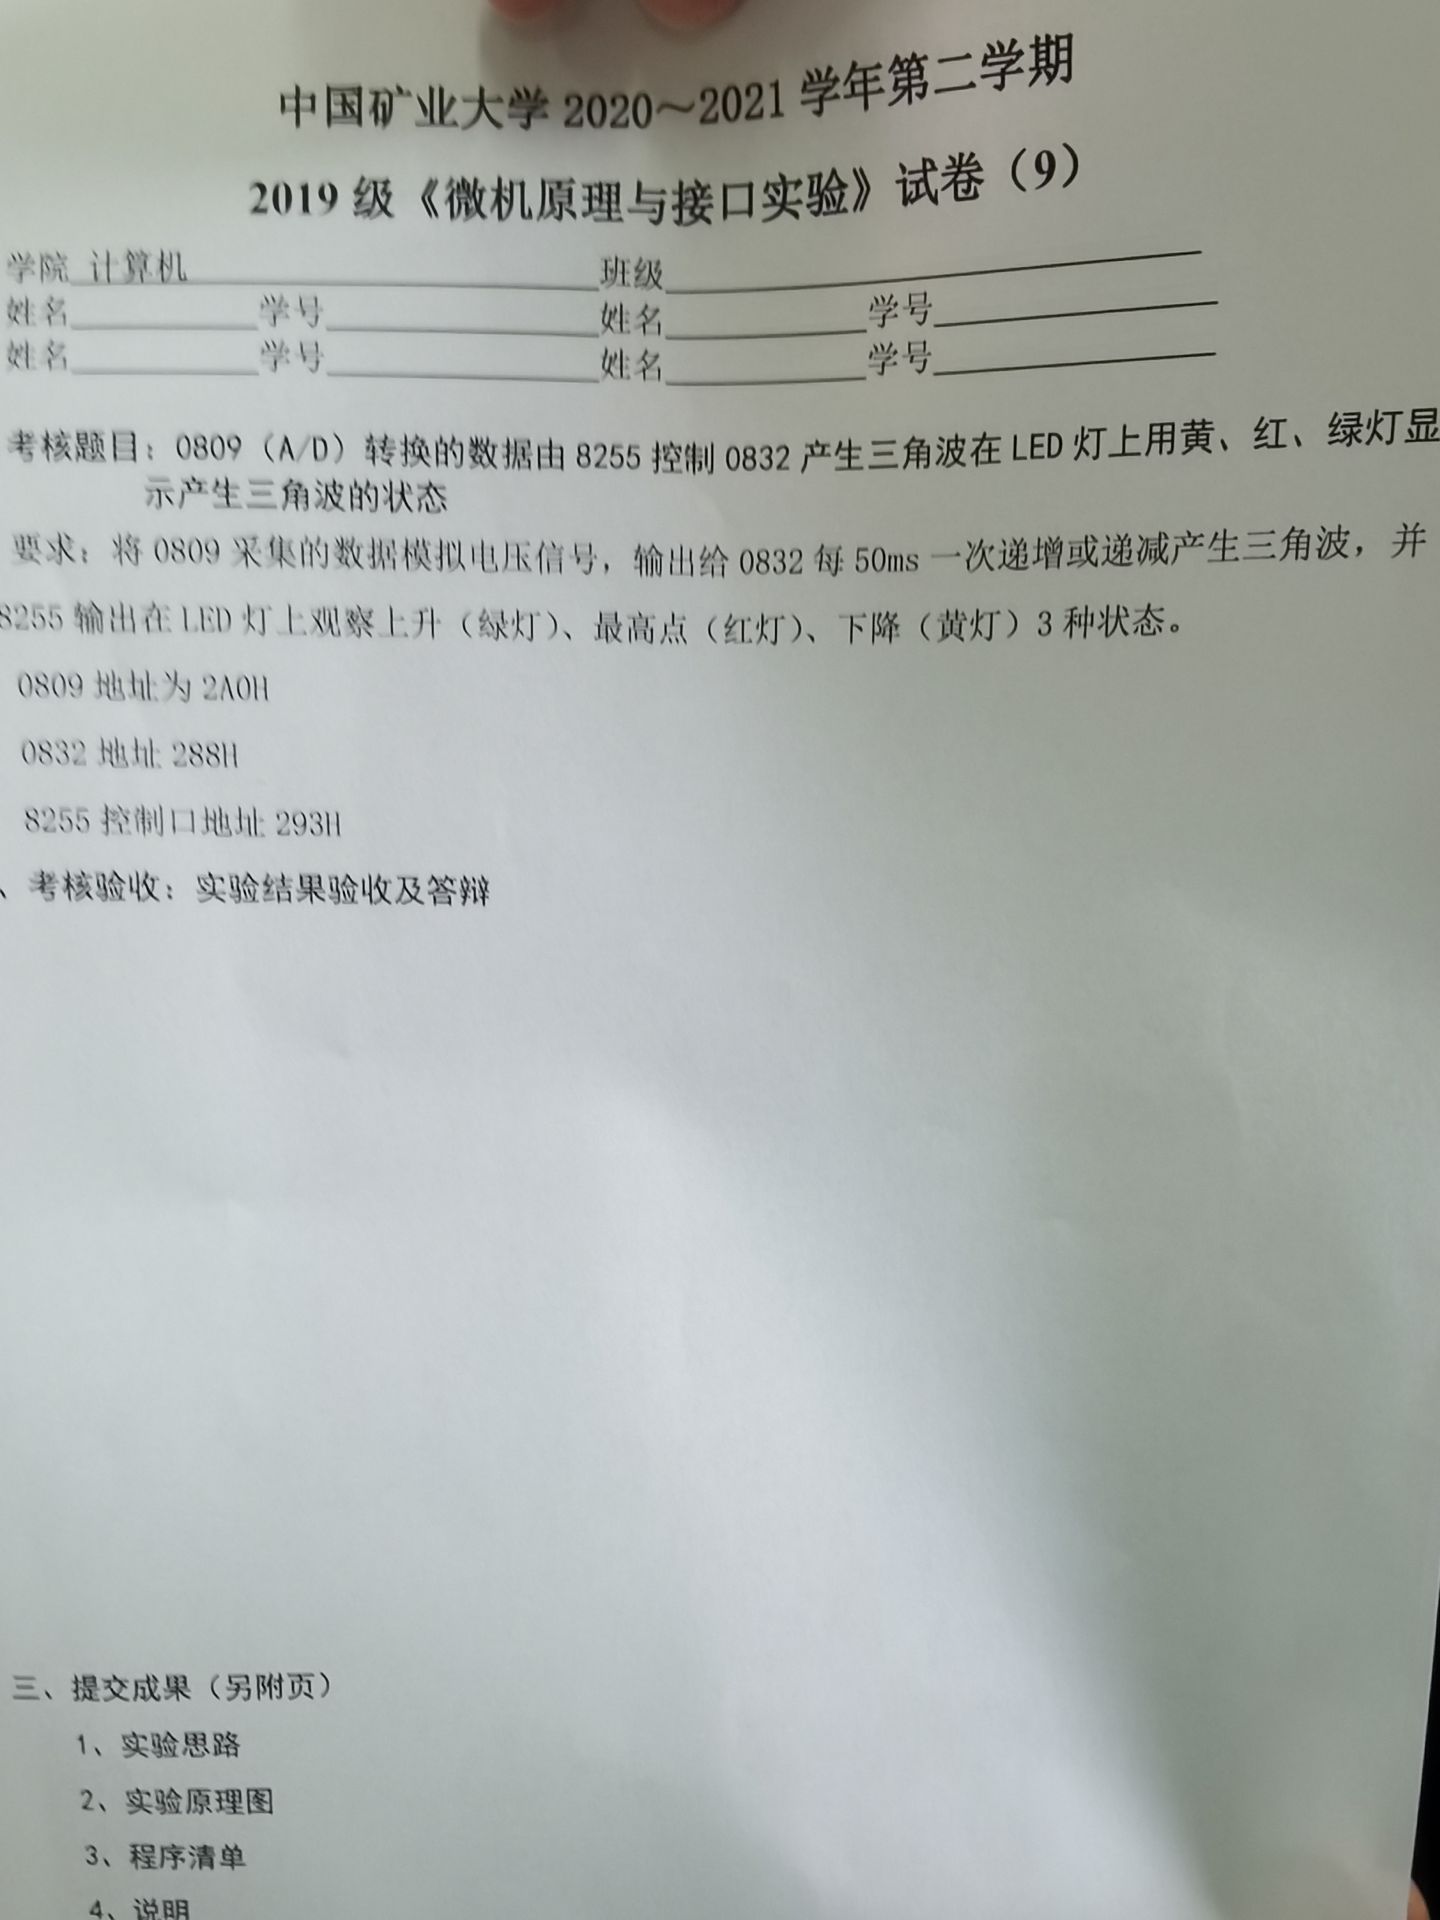 中国矿业大学 2020～2021 学年第二学期
2019 级《微机原理与接口实验》试卷（9）
学院 计算机 班级
姓名 学号 姓名 学号
姓名 学号 姓名 学号
考核题目：0809（A/D）转换的数据由 8255 控制 0832 产生三角波在 LED 灯上用黄、红、绿灯显
示产生三角波的状态
要求：将 0809 采集的数据模拟电压信号，输出给 0832 每 50ms 一次递增或递减产生三角波，并
8255 输出在 LED 灯上观察上升（绿灯）、最高点（红灯）、下降（黄灯）3 种状态。
0809 地址为 2A0H
0832 地址 288H
8255 控制口地址 293H
、考核验收：实验结果验收及答辩
三、提交成果（另附页）
1、实验思路
2、实验原理图
3、程序清单
4、说明